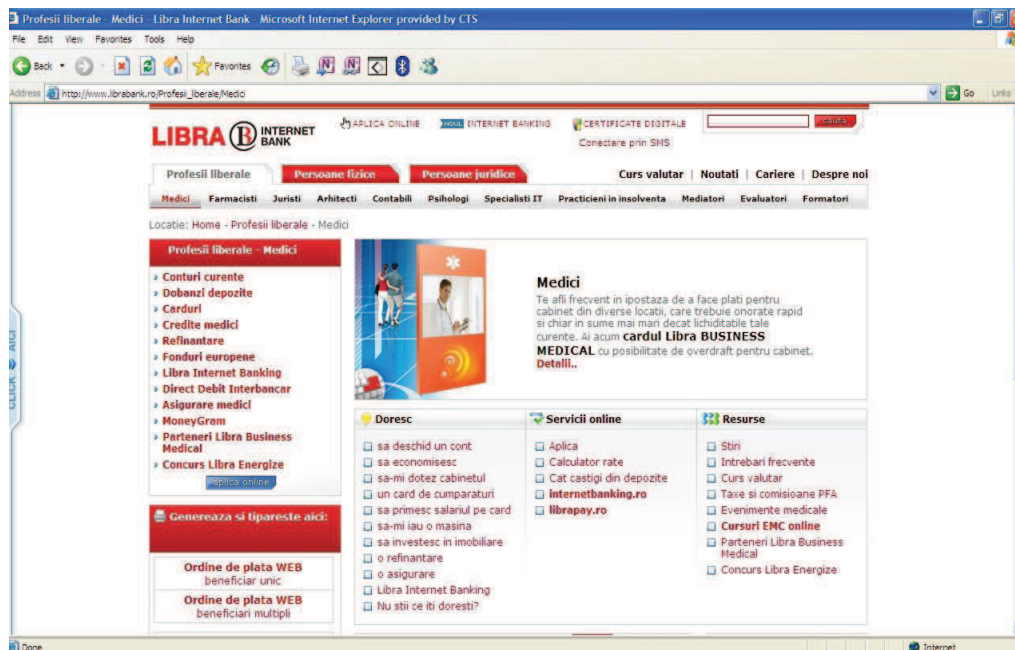 Profesii liberale - Medici - Libra Internet Bank - Microsoft Internet Explorer provided by CTS
File Edit View Favorites Tools Help
Back Favorites
Address http://www.librabank.ro/Profesii_liberale/Medici Go Links
LIBRA B INTERNET BANK
APLICA ONLINE NOUL INTERNET BANKING CERTIFICATE DIGITALE cauta
Conectare prin SMS
Profesii liberale Persoane fizice Persoane juridice Curs valutar | Noutati | Cariere | Despre noi
Medici Farmacisti Juristi Arhitecti Contabili Psihologi Specialisti IT Practicieni in insolventa Mediatori Evaluatori Formatori
Locatie: Home - Profesii liberale - Medici
CLICK AICI
Profesii liberale - Medici
Conturi curente
Dobanzi depozite
Carduri
Credite medici
Refinantare
Fonduri europene
Libra Internet Banking
Direct Debit Interbancar
Asigurare medici
MoneyGram
Parteneri Libra Business
Medical
Concurs Libra Energize
aplica online
Genereaza si tipareste aici:
Ordine de plata WEB
beneficiar unic
Ordine de plata WEB
beneficiari multipli
Medici
Te afli frecvent in ipostaza de a face plati pentru
cabinet din diverse locatii, care trebuie onorate rapid
si chiar in sume mai mari decat lichiditatile tale
curente. Ai acum cardul Libra BUSINESS
MEDICAL cu posibilitate de overdraft pentru cabinet.
Detalii..
Doresc
sa deschid un cont
sa economisesc
sa-mi dotez cabinetul
un card de cumparaturi
sa primesc salariul pe card
sa-mi iau o masina
sa investesc in imobiliare
o refinantare
o asigurare
Libra Internet Banking
Nu stii ce iti doresti?
Servicii online
Aplica
Calculator rate
Cat castigi din depozite
internetbanking.ro
librapay.ro
Resurse
Stiri
Intrebari frecvente
Curs valutar
Taxe si comisioane PFA
Evenimente medicale
Cursuri EMC online
Parteneri Libra Business
Medical
Concurs Libra Energize
Done Internet